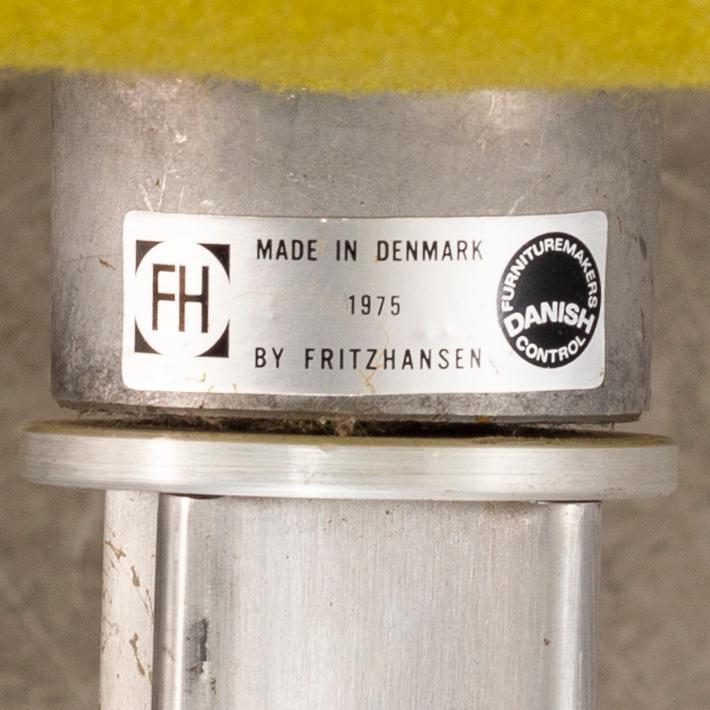 FH
MADE IN DENMARK
1975
BY FRITZHANSEN
FURNITUREMAKERS
DANISH
CONTROL